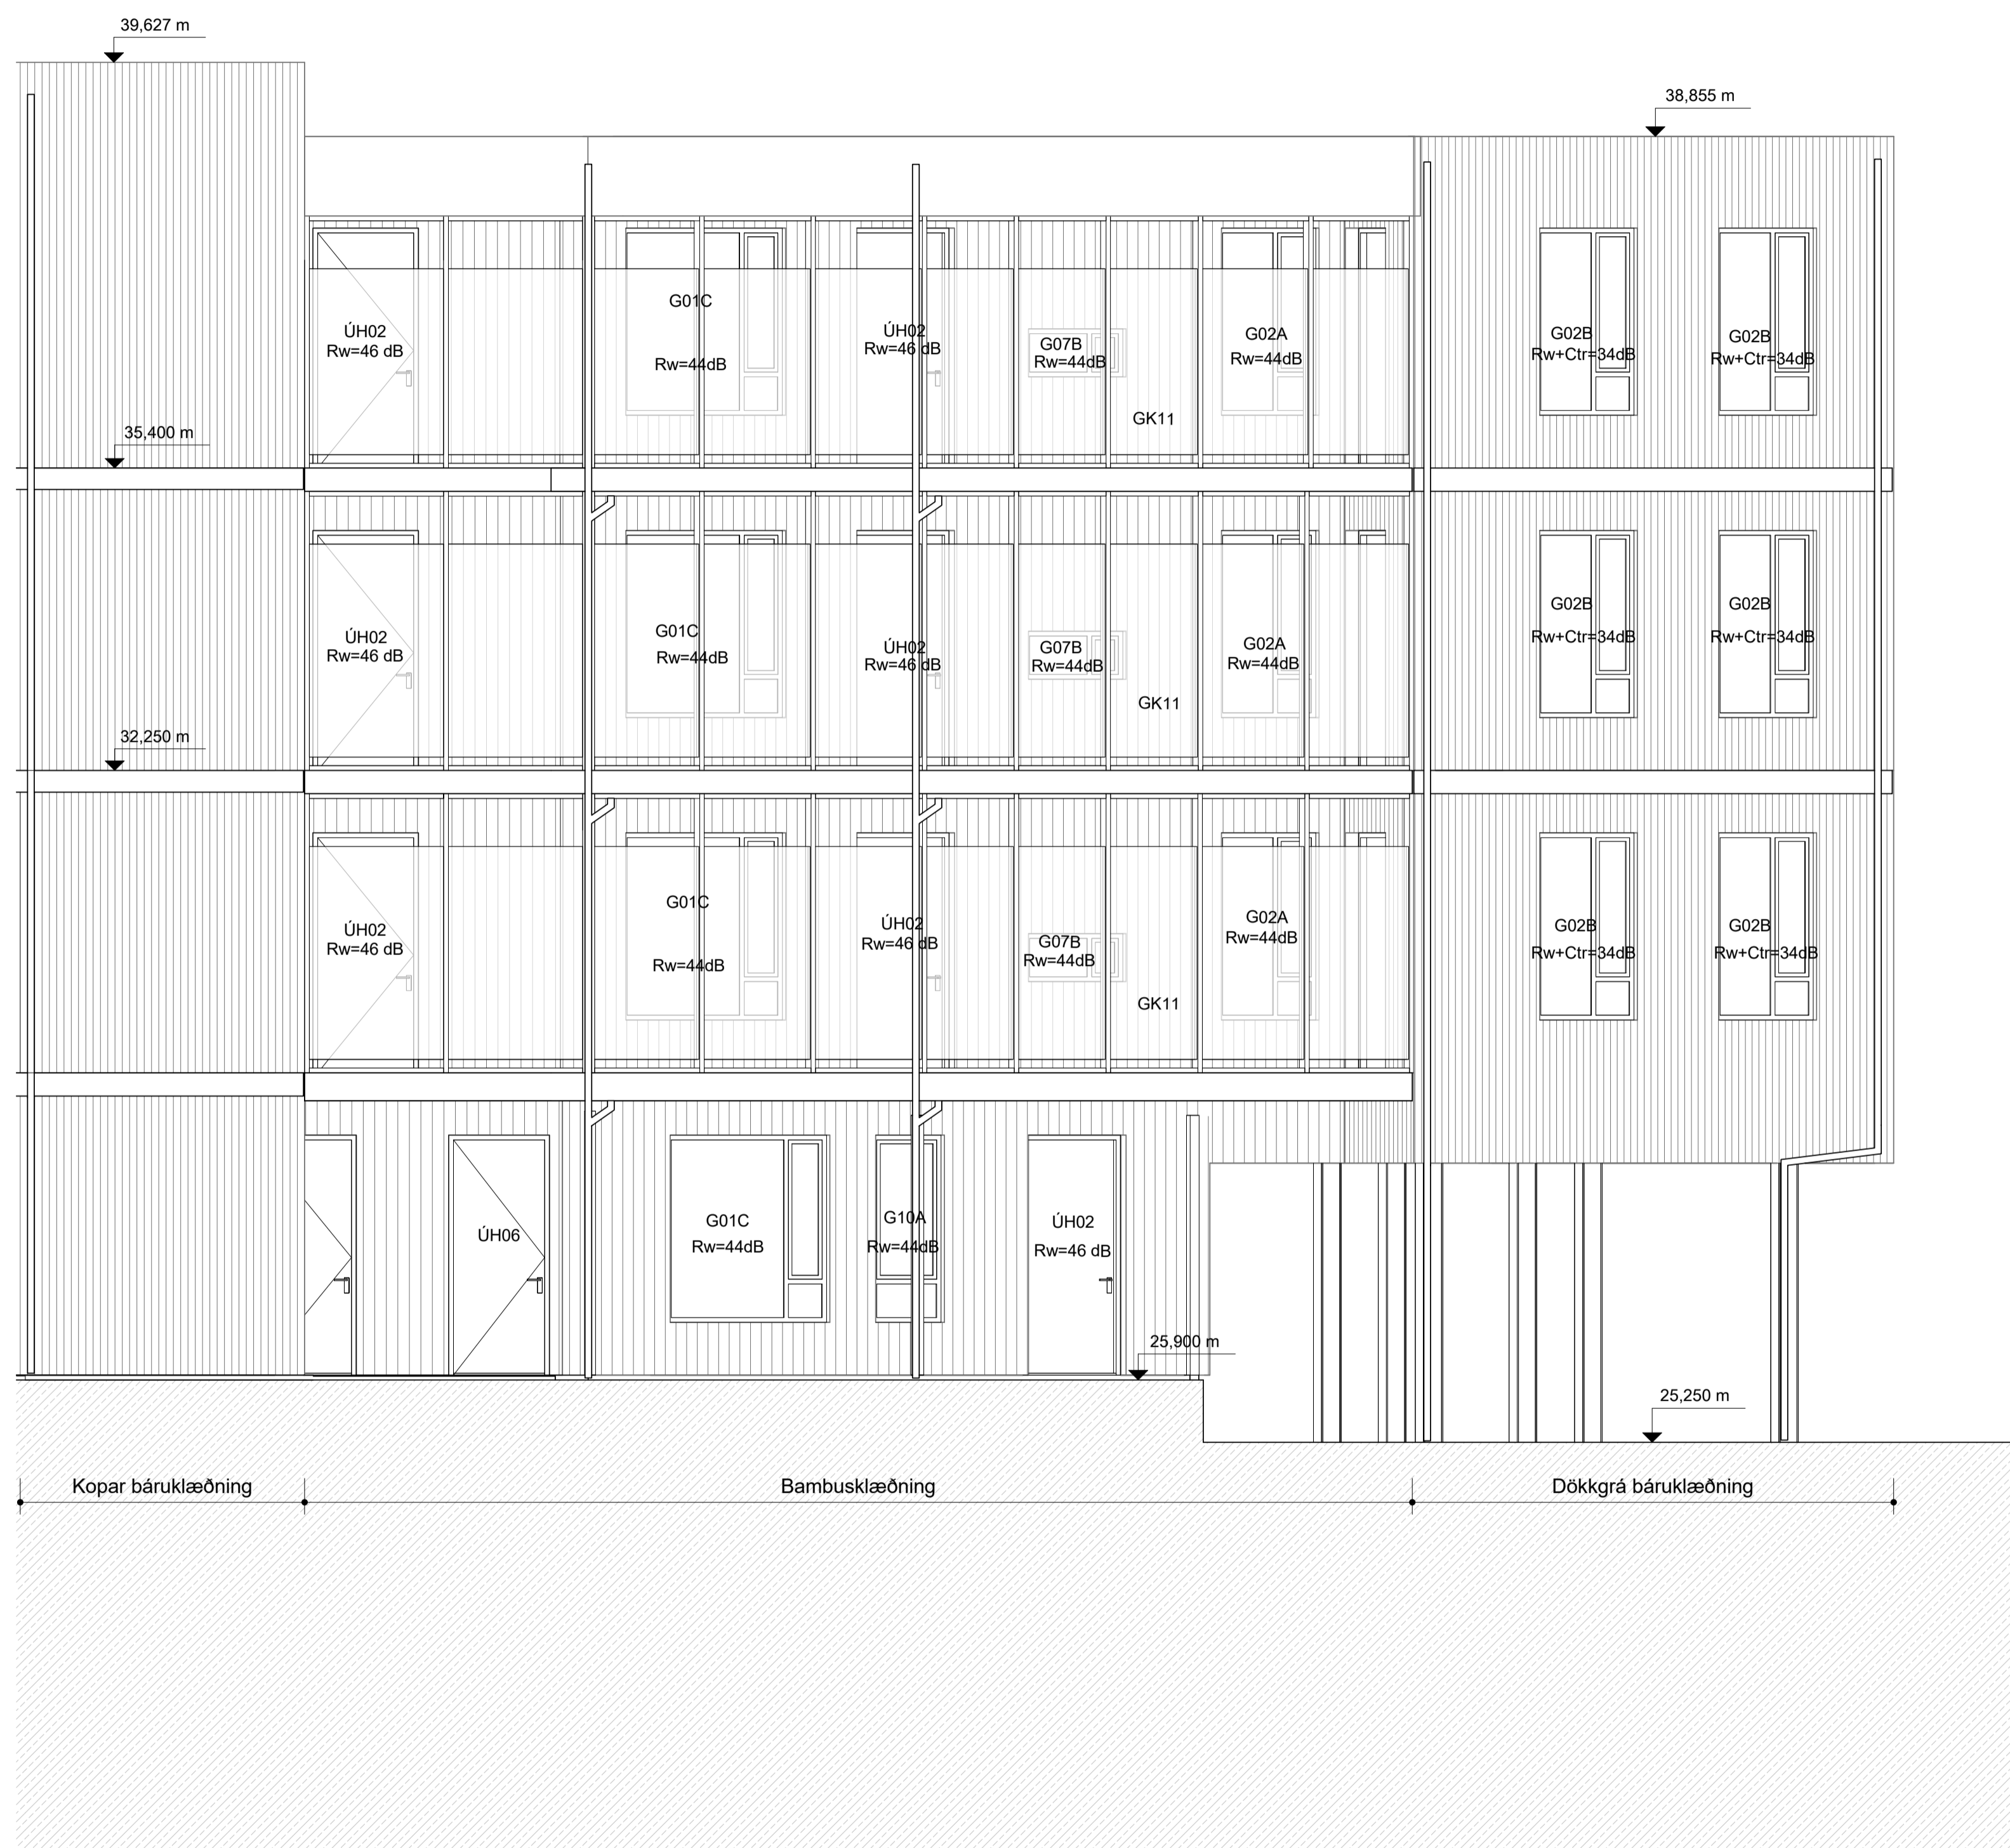 39,627 m
38,855 m
ÚH02
Rw=46 dB
G01C
Rw=44dB
ÚH02
Rw=46 dB
G07B
Rw=44dB
GK11
G02A
Rw=44dB
G02B
Rw+Ctr=34dB
G02B
Rw+Ctr=34dB
35,400 m
ÚH02
Rw=46 dB
G01C
Rw=44dB
ÚH02
Rw=46 dB
G07B
Rw=44dB
GK11
G02A
Rw=44dB
G02B
Rw+Ctr=34dB
G02B
Rw+Ctr=34dB
32,250 m
ÚH02
Rw=46 dB
G01C
Rw=44dB
ÚH02
Rw=46 dB
G07B
Rw=44dB
GK11
G02A
Rw=44dB
G02B
Rw+Ctr=34dB
G02B
Rw+Ctr=34dB
ÚH06
G01C
Rw=44dB
G10A
Rw=44dB
ÚH02
Rw=46 dB
25,900 m
25,250 m
Kopar báruklæðning
Bambusklæðning
Dökkgrá báruklæðning